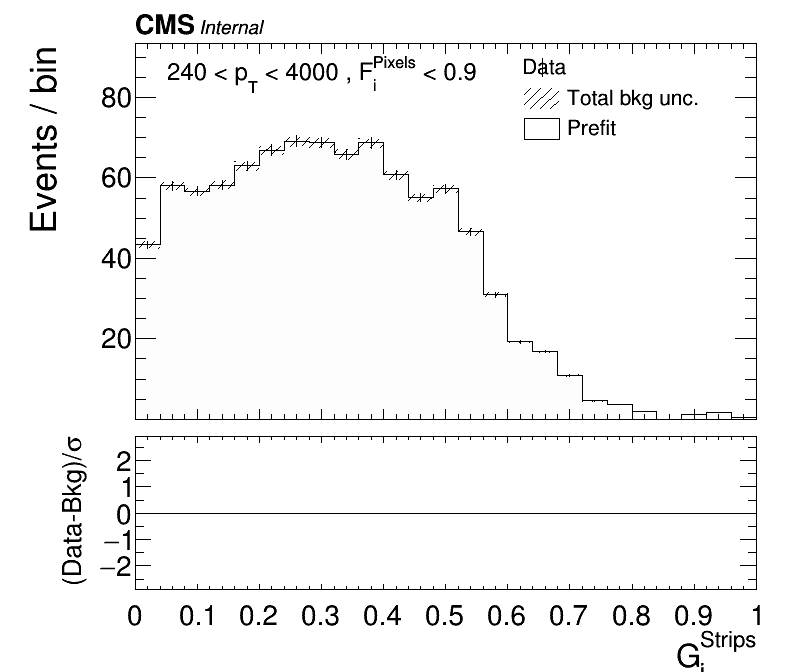 CMS Internal
240 < p_T < 4000 , F_i^Pixels < 0.9
Data
Total bkg unc.
Prefit
Events / bin
80
60
40
20
(Data-Bkg)/σ
2
1
0
−1
−2
0 0.1 0.2 0.3 0.4 0.5 0.6 0.7 0.8 0.9 1
G_i^Strips